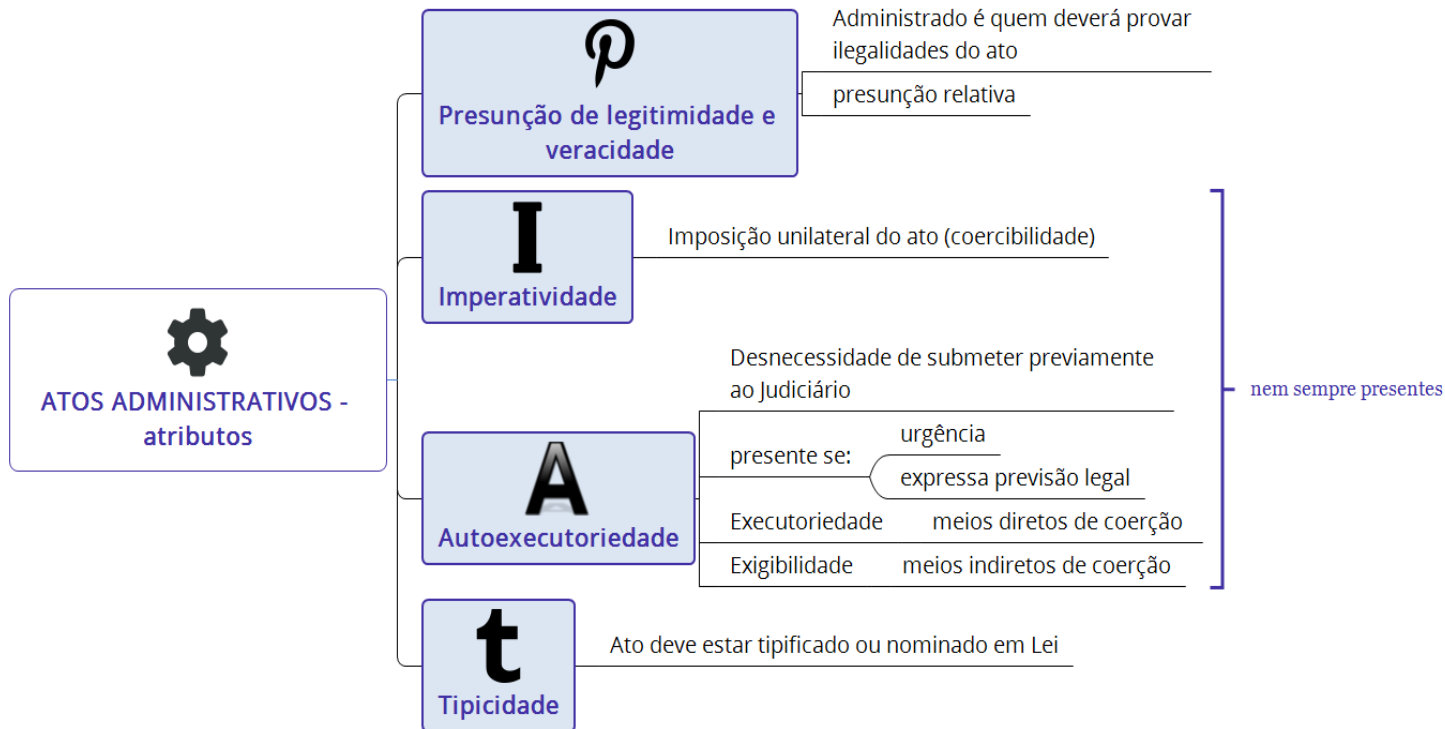 ATOS ADMINISTRATIVOS -
atributos
P
Presunção de legitimidade e
veracidade
Administrado é quem deverá provar
ilegalidades do ato
presunção relativa
I
Imperatividade
Imposição unilateral do ato (coercibilidade)
A
Autoexecutoriedade
Desnecessidade de submeter previamente
ao Judiciário
presente se:
urgência
expressa previsão legal
Executoriedade meios diretos de coerção
Exigibilidade meios indiretos de coerção
nem sempre presentes
t
Tipicidade
Ato deve estar tipificado ou nominado em Lei